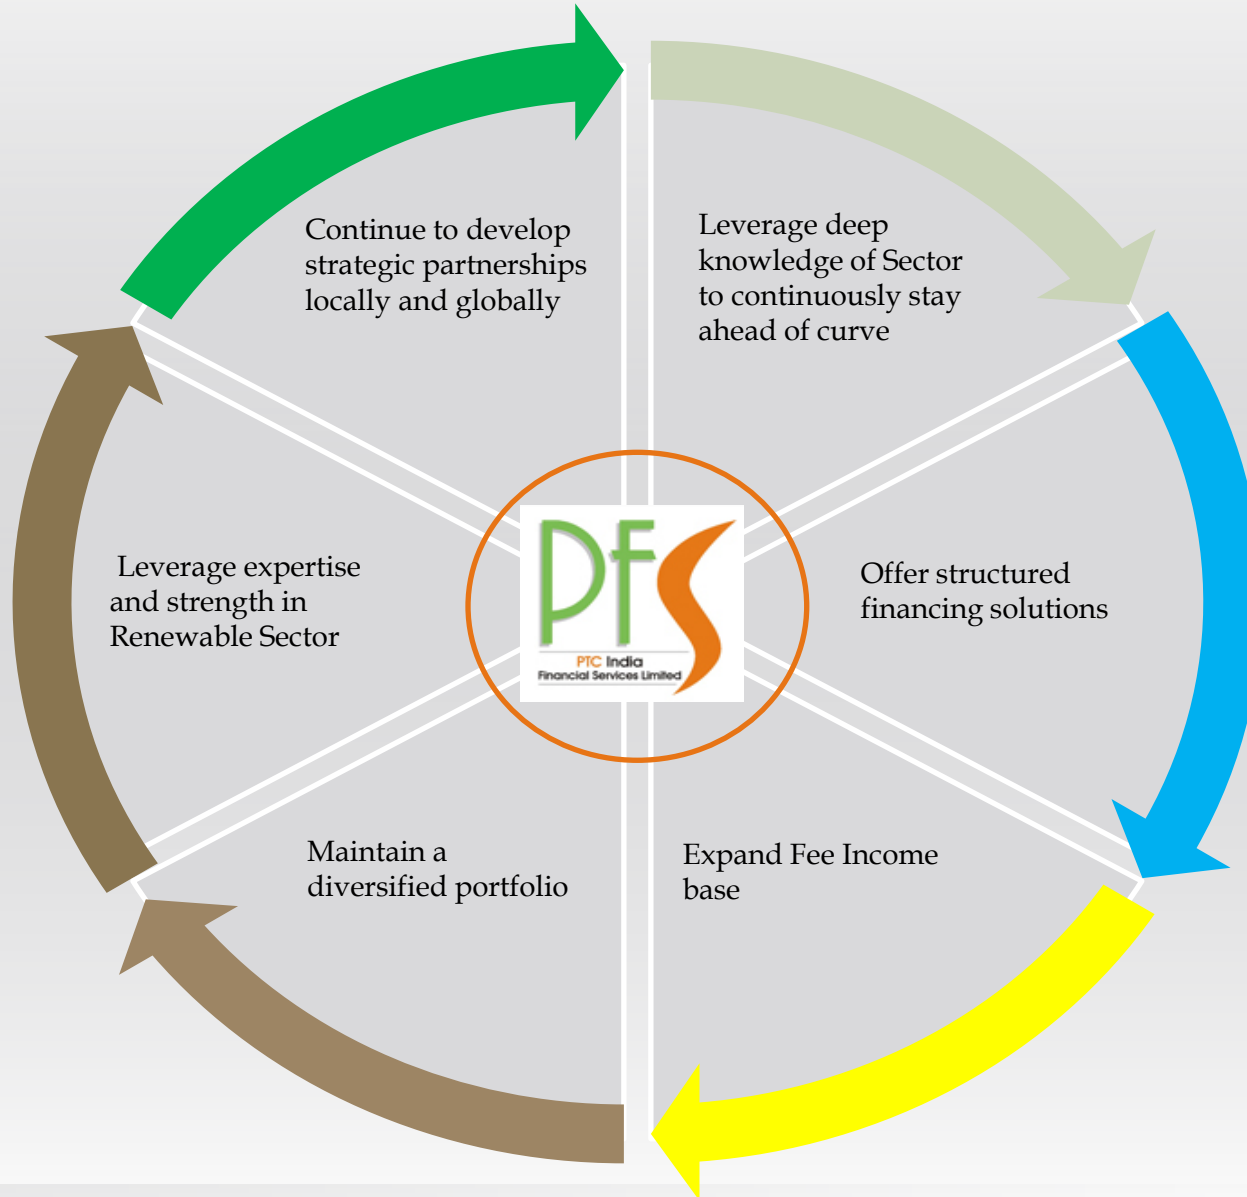 Continue to develop
strategic partnerships
locally and globally
Leverage deep
knowledge of Sector
to continuously stay
ahead of curve
Leverage expertise
and strength in
Renewable Sector
PFS
PTC India
Financial Services Limited
Offer structured
financing solutions
Maintain a
diversified portfolio
Expand Fee Income
base